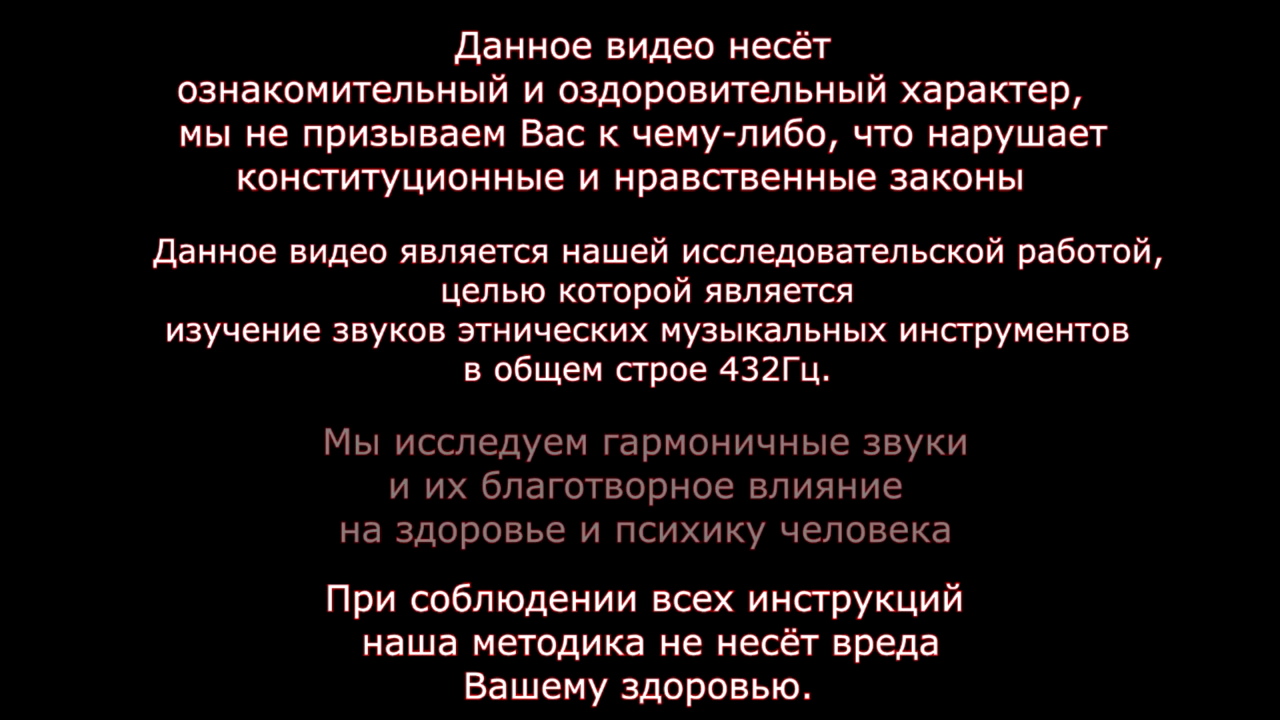 Данное видео несёт
ознакомительный и оздоровительный характер,
мы не призываем Вас к чему-либо, что нарушает
конституционные и нравственные законы
Данное видео является нашей исследовательской работой,
целью которой является
изучение звуков этнических музыкальных инструментов
в общем строе 432Гц.
Мы исследуем гармоничные звуки
и их благотворное влияние
на здоровье и психику человека
При соблюдении всех инструкций
наша методика не несёт вреда
Вашему здоровью.